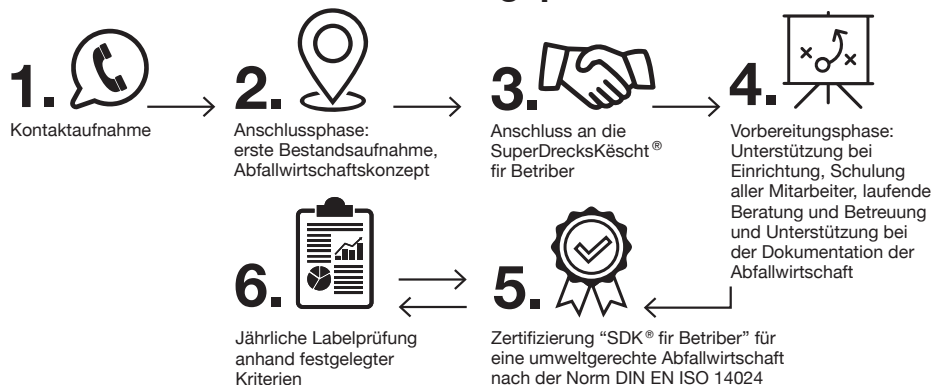 1.
Kontaktaufnahme
2.
Anschlussphase:
erste Bestandsaufnahme,
Abfallwirtschaftskonzept
3.
Anschluss an die
SuperDrecksKëscht®
fir Betriber
4.
Vorbereitungsphase:
Unterstützung bei
Einrichtung, Schulung
aller Mitarbeiter, laufende
Beratung und Betreuung
und Unterstützung bei
der Dokumentation der
Abfallwirtschaft
5.
Zertifizierung “SDK® fir Betriber” für
eine umweltgerechte Abfallwirtschaft
nach der Norm DIN EN ISO 14024
6.
Jährliche Labelprüfung
anhand festgelegter
Kriterien